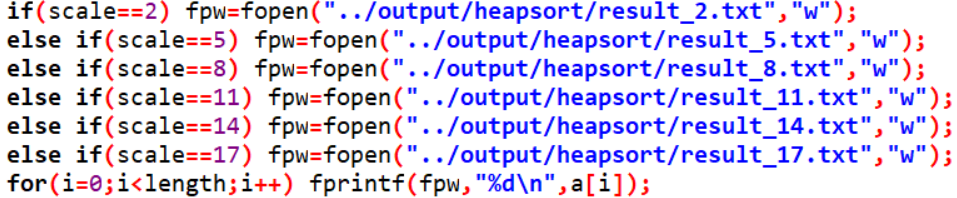 if(scale==2) fpw=fopen("../output/heapsort/result_2.txt","w");
else if(scale==5) fpw=fopen("../output/heapsort/result_5.txt","w");
else if(scale==8) fpw=fopen("../output/heapsort/result_8.txt","w");
else if(scale==11) fpw=fopen("../output/heapsort/result_11.txt","w");
else if(scale==14) fpw=fopen("../output/heapsort/result_14.txt","w");
else if(scale==17) fpw=fopen("../output/heapsort/result_17.txt","w");
for(i=0;i<length;i++) fprintf(fpw,"%d\n",a[i]);